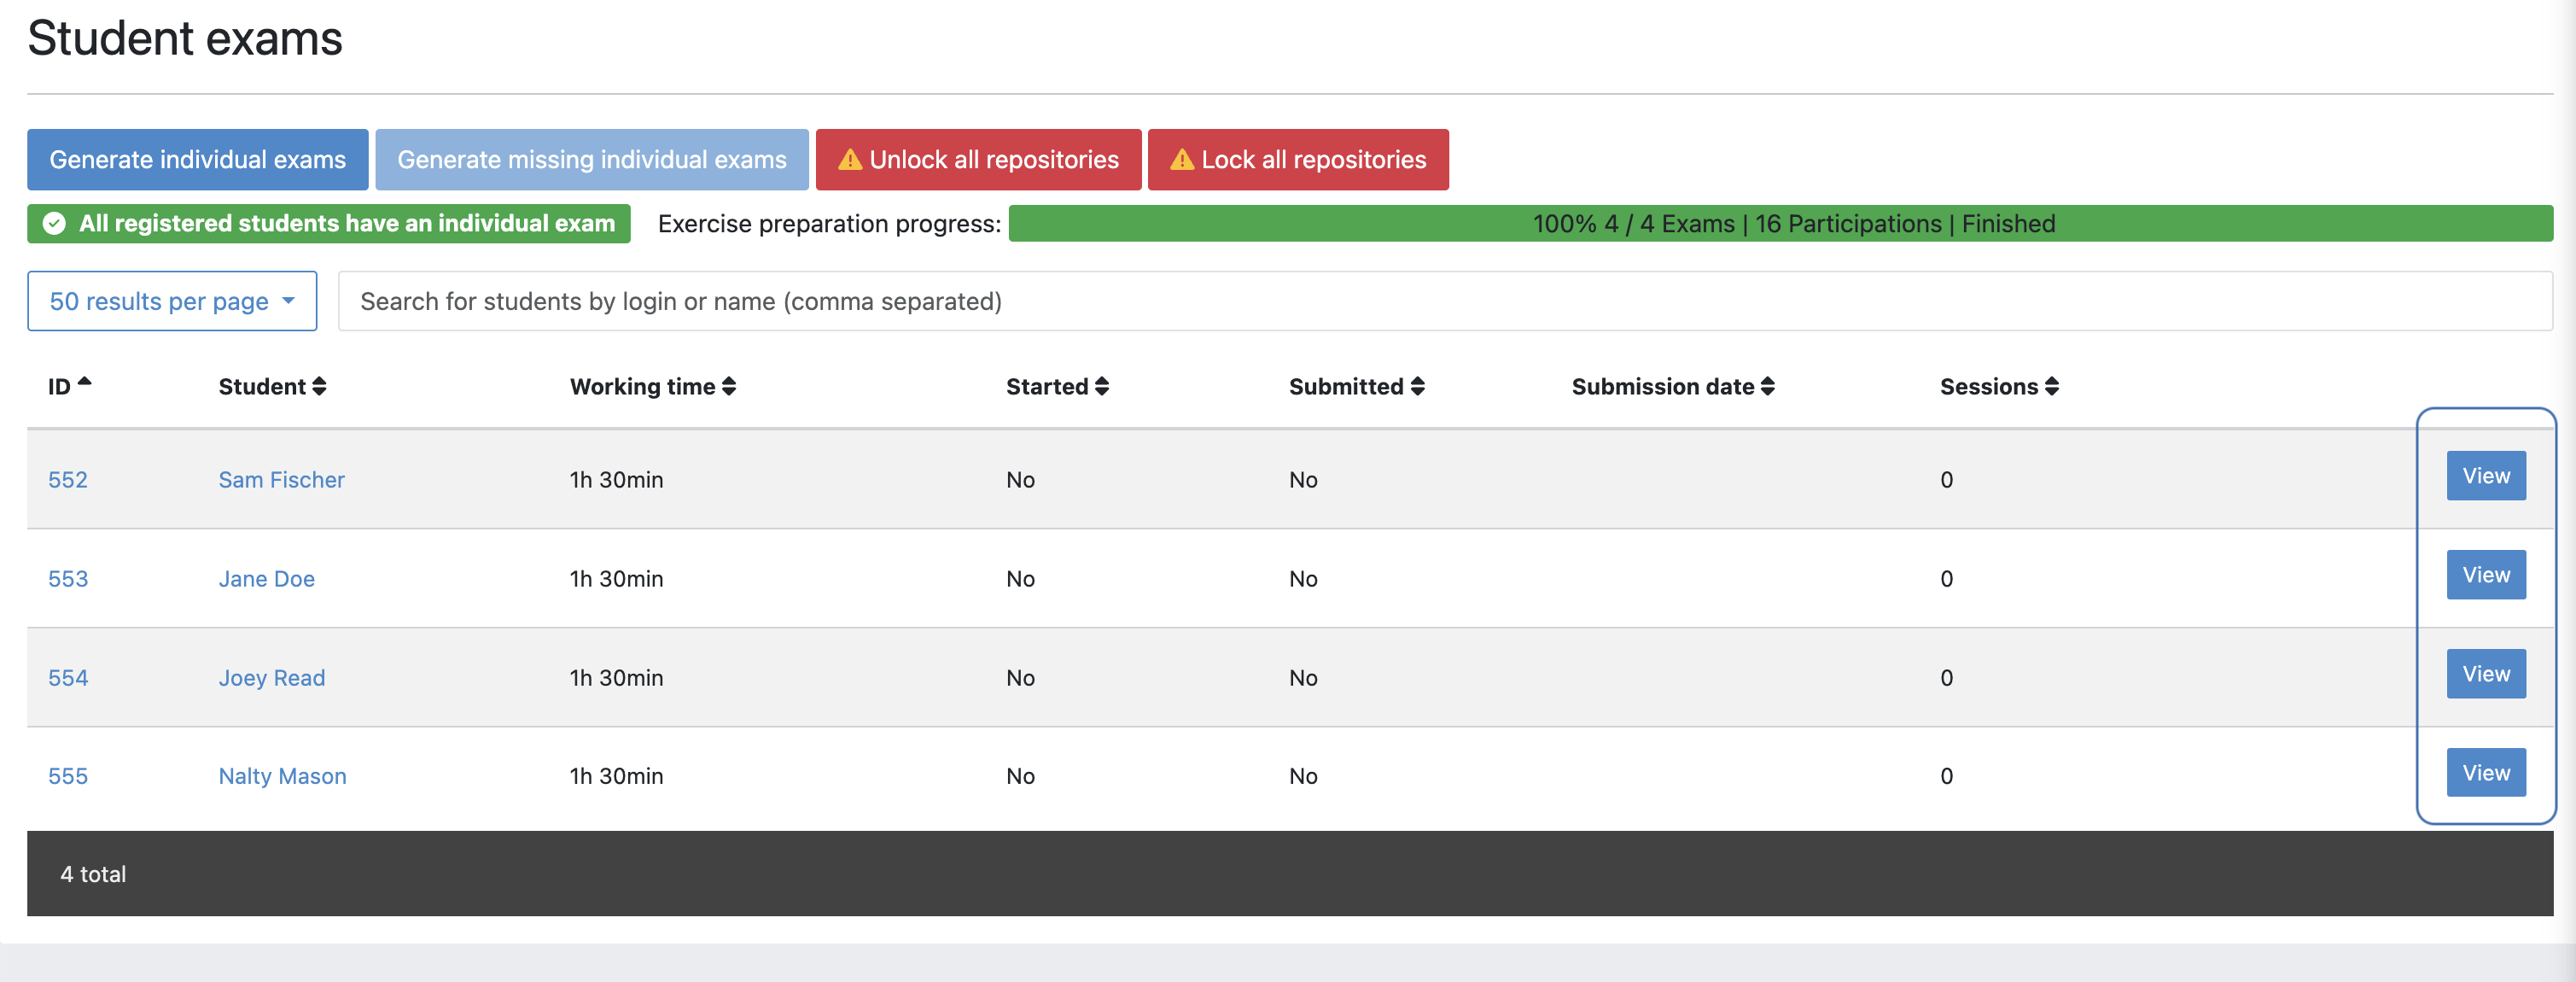 Student exams
Generate individual exams Generate missing individual exams Unlock all repositories Lock all repositories
All registered students have an individual exam Exercise preparation progress: 100% 4 / 4 Exams | 16 Participations | Finished
50 results per page Search for students by login or name (comma separated)
ID Student Working time Started Submitted Submission date Sessions
552 Sam Fischer 1h 30min No No 0 View
553 Jane Doe 1h 30min No No 0 View
554 Joey Read 1h 30min No No 0 View
555 Nalty Mason 1h 30min No No 0 View
4 total